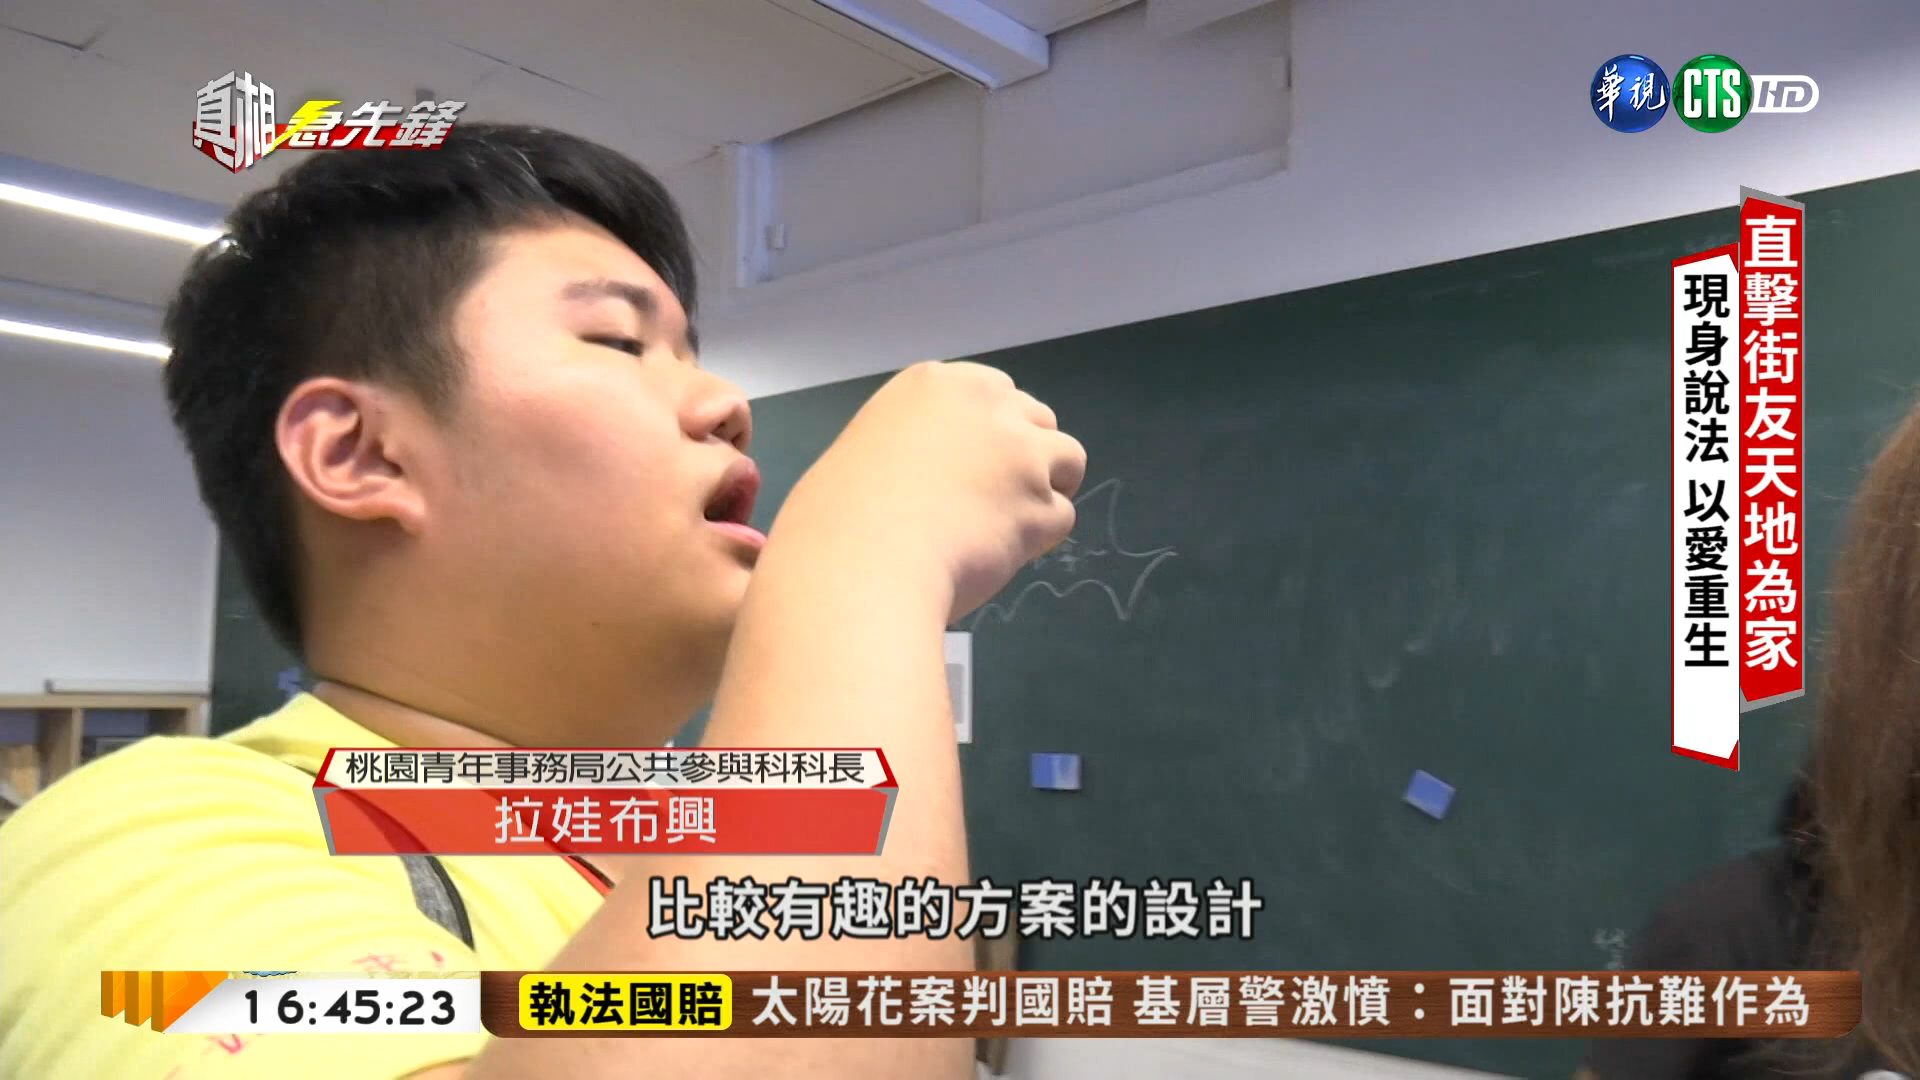 真相急先鋒
華視 CTS HD
直擊街友天地為家
現身說法 以愛重生
桃園青年事務局公共參與科科長
拉娃布興
比較有趣的方案的設計
16:45:23 執法國賠 太陽花案判國賠 基層警激憤：面對陳抗難作為